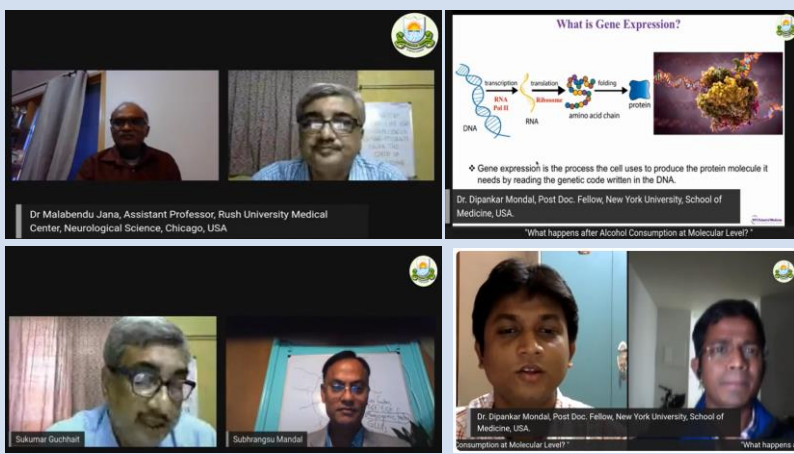 Dr Malabendu Jana, Assistant Professor, Rush University Medical
Center, Neurological Science, Chicago, USA
What is Gene Expression?
transcription
translation
folding
RNA
Pol II
Ribosome
protein
DNA
RNA
amino acid chain
❖ Gene expression is the process the cell uses to produce the protein molecule it
needs by reading the genetic code written in the DNA.
Dr. Dipankar Mondal, Post Doc. Fellow, New York University, School of
Medicine, USA.
"What happens after Alcohol Consumption at Molecular Level? "
Sukumar Guchhait
Subhrangsu Mandal
Dr. Dipankar Mondal, Post Doc. Fellow, New York University, School of
Medicine, USA.
Consumption at Molecular Level? "
"What happens a